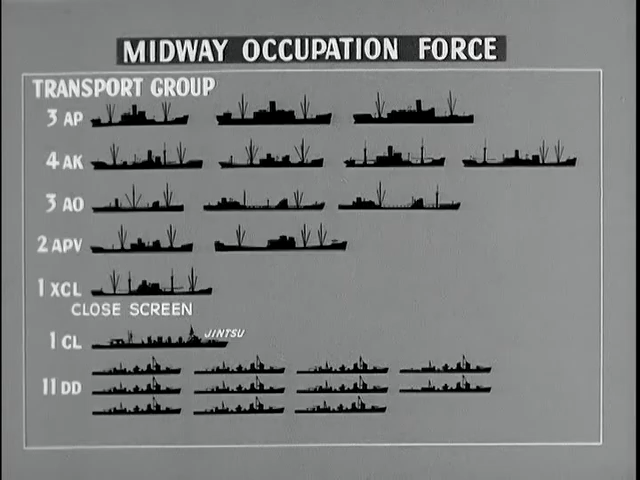 MIDWAY OCCUPATION FORCE
TRANSPORT GROUP
3 AP
4 AK
3 AO
2 APV
1 XCL
CLOSE SCREEN
1 CL JINTSU
11 DD